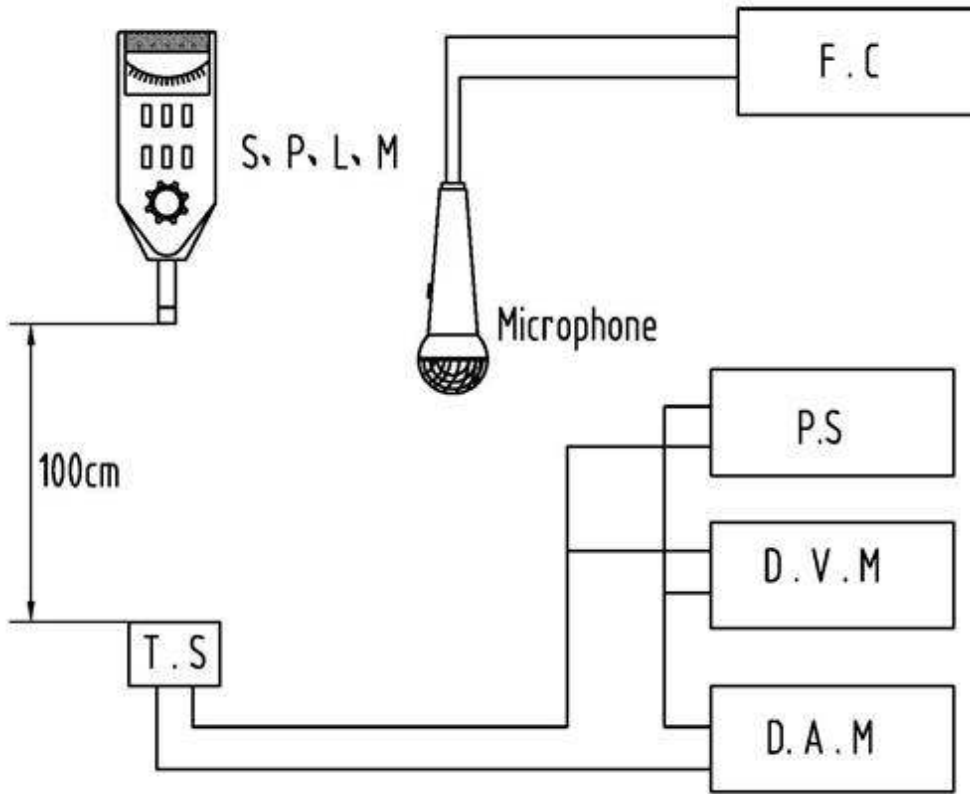 F.C
S、P、L、M
Microphone
P.S
100cm
D.V.M
T.S
D.A.M